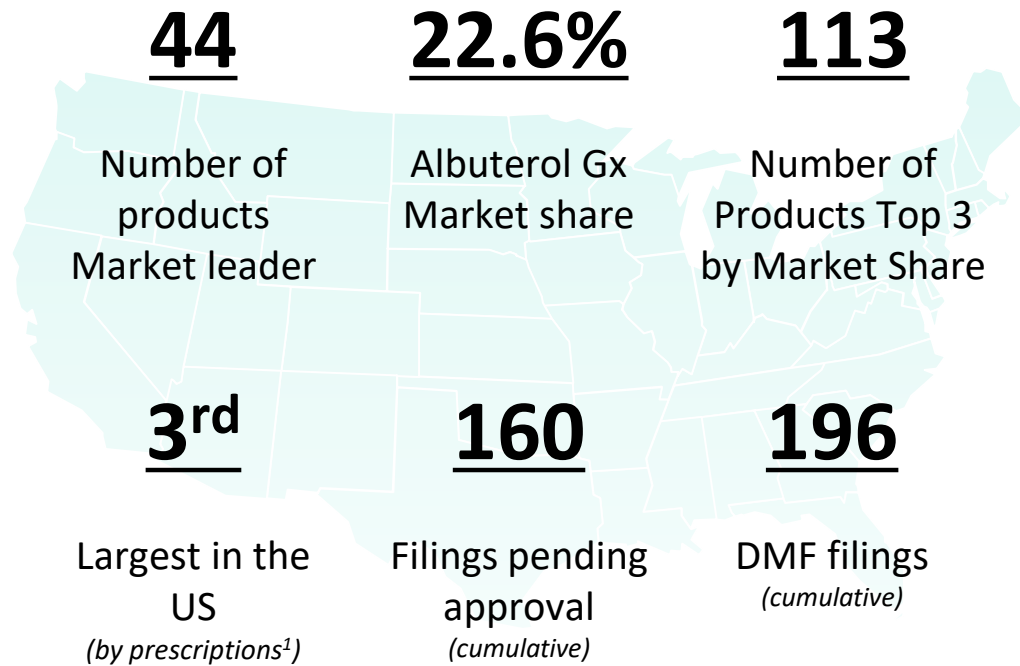 44
Number of
products
Market leader
22.6%
Albuterol Gx
Market share
113
Number of
Products Top 3
by Market Share
3rd
Largest in the
US
(by prescriptions1)
160
Filings pending
approval
(cumulative)
196
DMF filings
(cumulative)